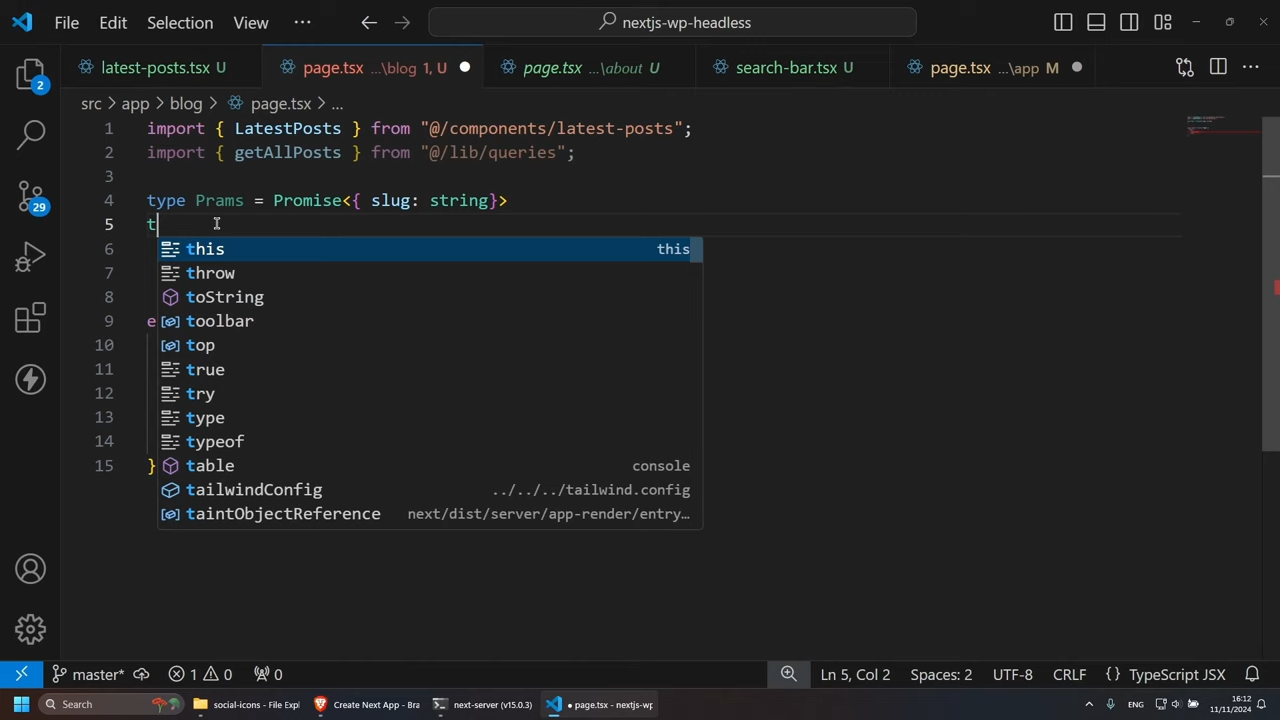 File Edit Selection View ··· nextjs-wp-headless
latest-posts.tsx U page.tsx ...\blog 1, U page.tsx ...\about U search-bar.tsx U page.tsx ...\app M
src > app > blog > page.tsx > ...
1 import { LatestPosts } from "@/components/latest-posts";
2 import { getAllPosts } from "@/lib/queries";
3
4 type Prams = Promise<{ slug: string}>
5 t
6 this this
7 throw
8 toString
9 e toolbar
10 top
11 true
12 try
13 type
14 typeof
15 } table console
tailwindConfig ../../../tailwind.config
taintObjectReference next/dist/server/app-render/entry…
2
29
master* 1 0 0 Ln 5, Col 2 Spaces: 2 UTF-8 CRLF {} TypeScript JSX
Search social-icons - File Expl Create Next App - Bra next-server (v15.0.3) ● page.tsx - nextjs-wp ENG 16:12
11/11/2024